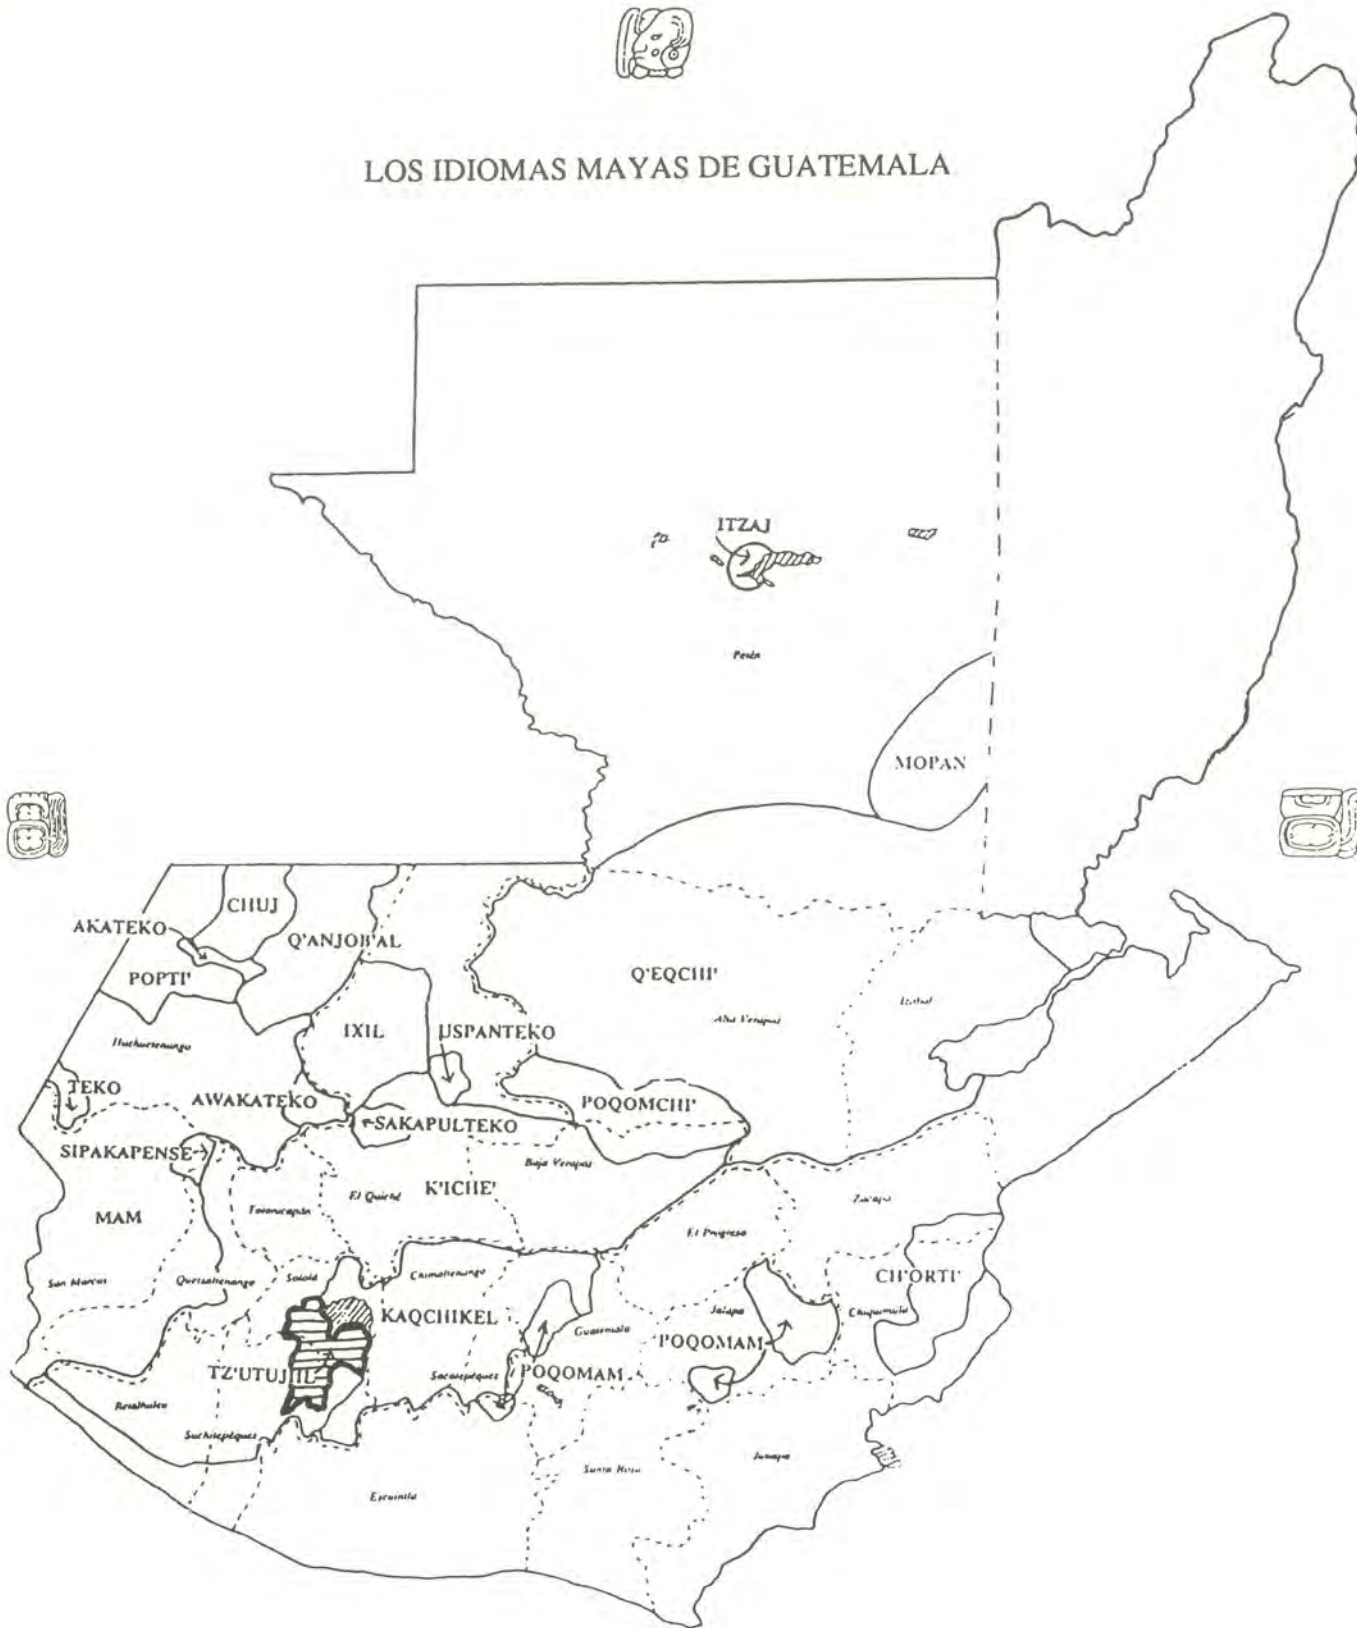 LOS IDIOMAS MAYAS DE GUATEMALA
ITZAJ
Petén
MOPAN
CHUJ
AKATEKO
Q'ANJOB'AL
POPTI'
Q'EQCHI'
Izabal
Alta Verapaz
IXIL
USPANTEKO
Huehuetenango
TEKO
AWAKATEKO
POQOMCHI'
SAKAPULTEKO
SIPAKAPENSE
Baja Verapaz
El Quiché
K'ICHE'
Totonicapán
MAM
Zacapa
El Progreso
San Marcos
Quetzaltenango
Sololá
Chimaltenango
CH'ORTI'
Chiquimula
Jalapa
KAQCHIKEL
Guatemala
POQOMAM
TZ'UTUJIIL
Sacatepéquez
POQOMAM
Retalhuleu
Suchitepéquez
Santa Rosa
Jutiapa
Escuintla